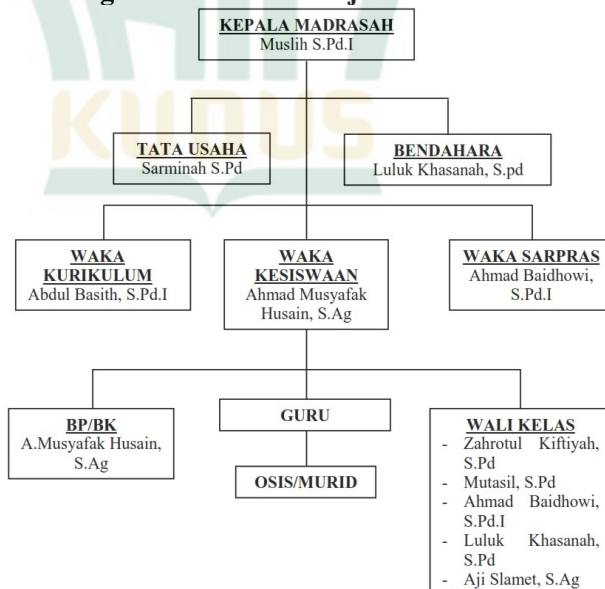 KEPALA MADRASAH
Muslih S.Pd.I
KUDUS
TATA USAHA
Sarminah S.Pd
BENDAHARA
Luluk Khasanah, S.pd
WAKA
KURIKULUM
Abdul Basith, S.Pd.I
WAKA
KESISWAAN
Ahmad Musyafak
Husain, S.Ag
WAKA SARPRAS
Ahmad Baidhowi,
S.Pd.I
BP/BK
A.Musyafak Husain,
S.Ag
GURU
OSIS/MURID
WALI KELAS
- Zahrotul Kiftiyah,
S.Pd
- Mutasil, S.Pd
- Ahmad Baidhowi,
S.Pd.I
- Luluk Khasanah,
S.Pd
- Aji Slamet, S.Ag